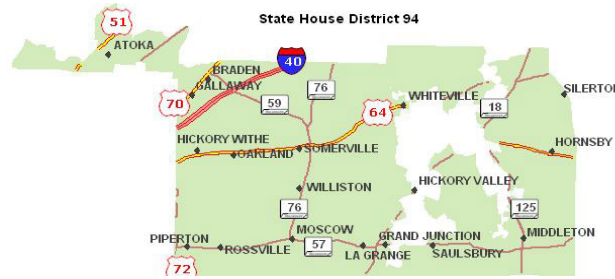 State House District 94
51
ATOKA
40
BRADEN
GALLAWAY
70
76
59
64
WHITEVILLE
18
SILERTON
HICKORY WITHE
OAKLAND
SOMERVILLE
HORNSBY
WILLISTON
HICKORY VALLEY
76
125
PIPERTON
ROSSVILLE
MOSCOW
57
LA GRANGE
GRAND JUNCTION
SAULSBURY
MIDDLETON
72